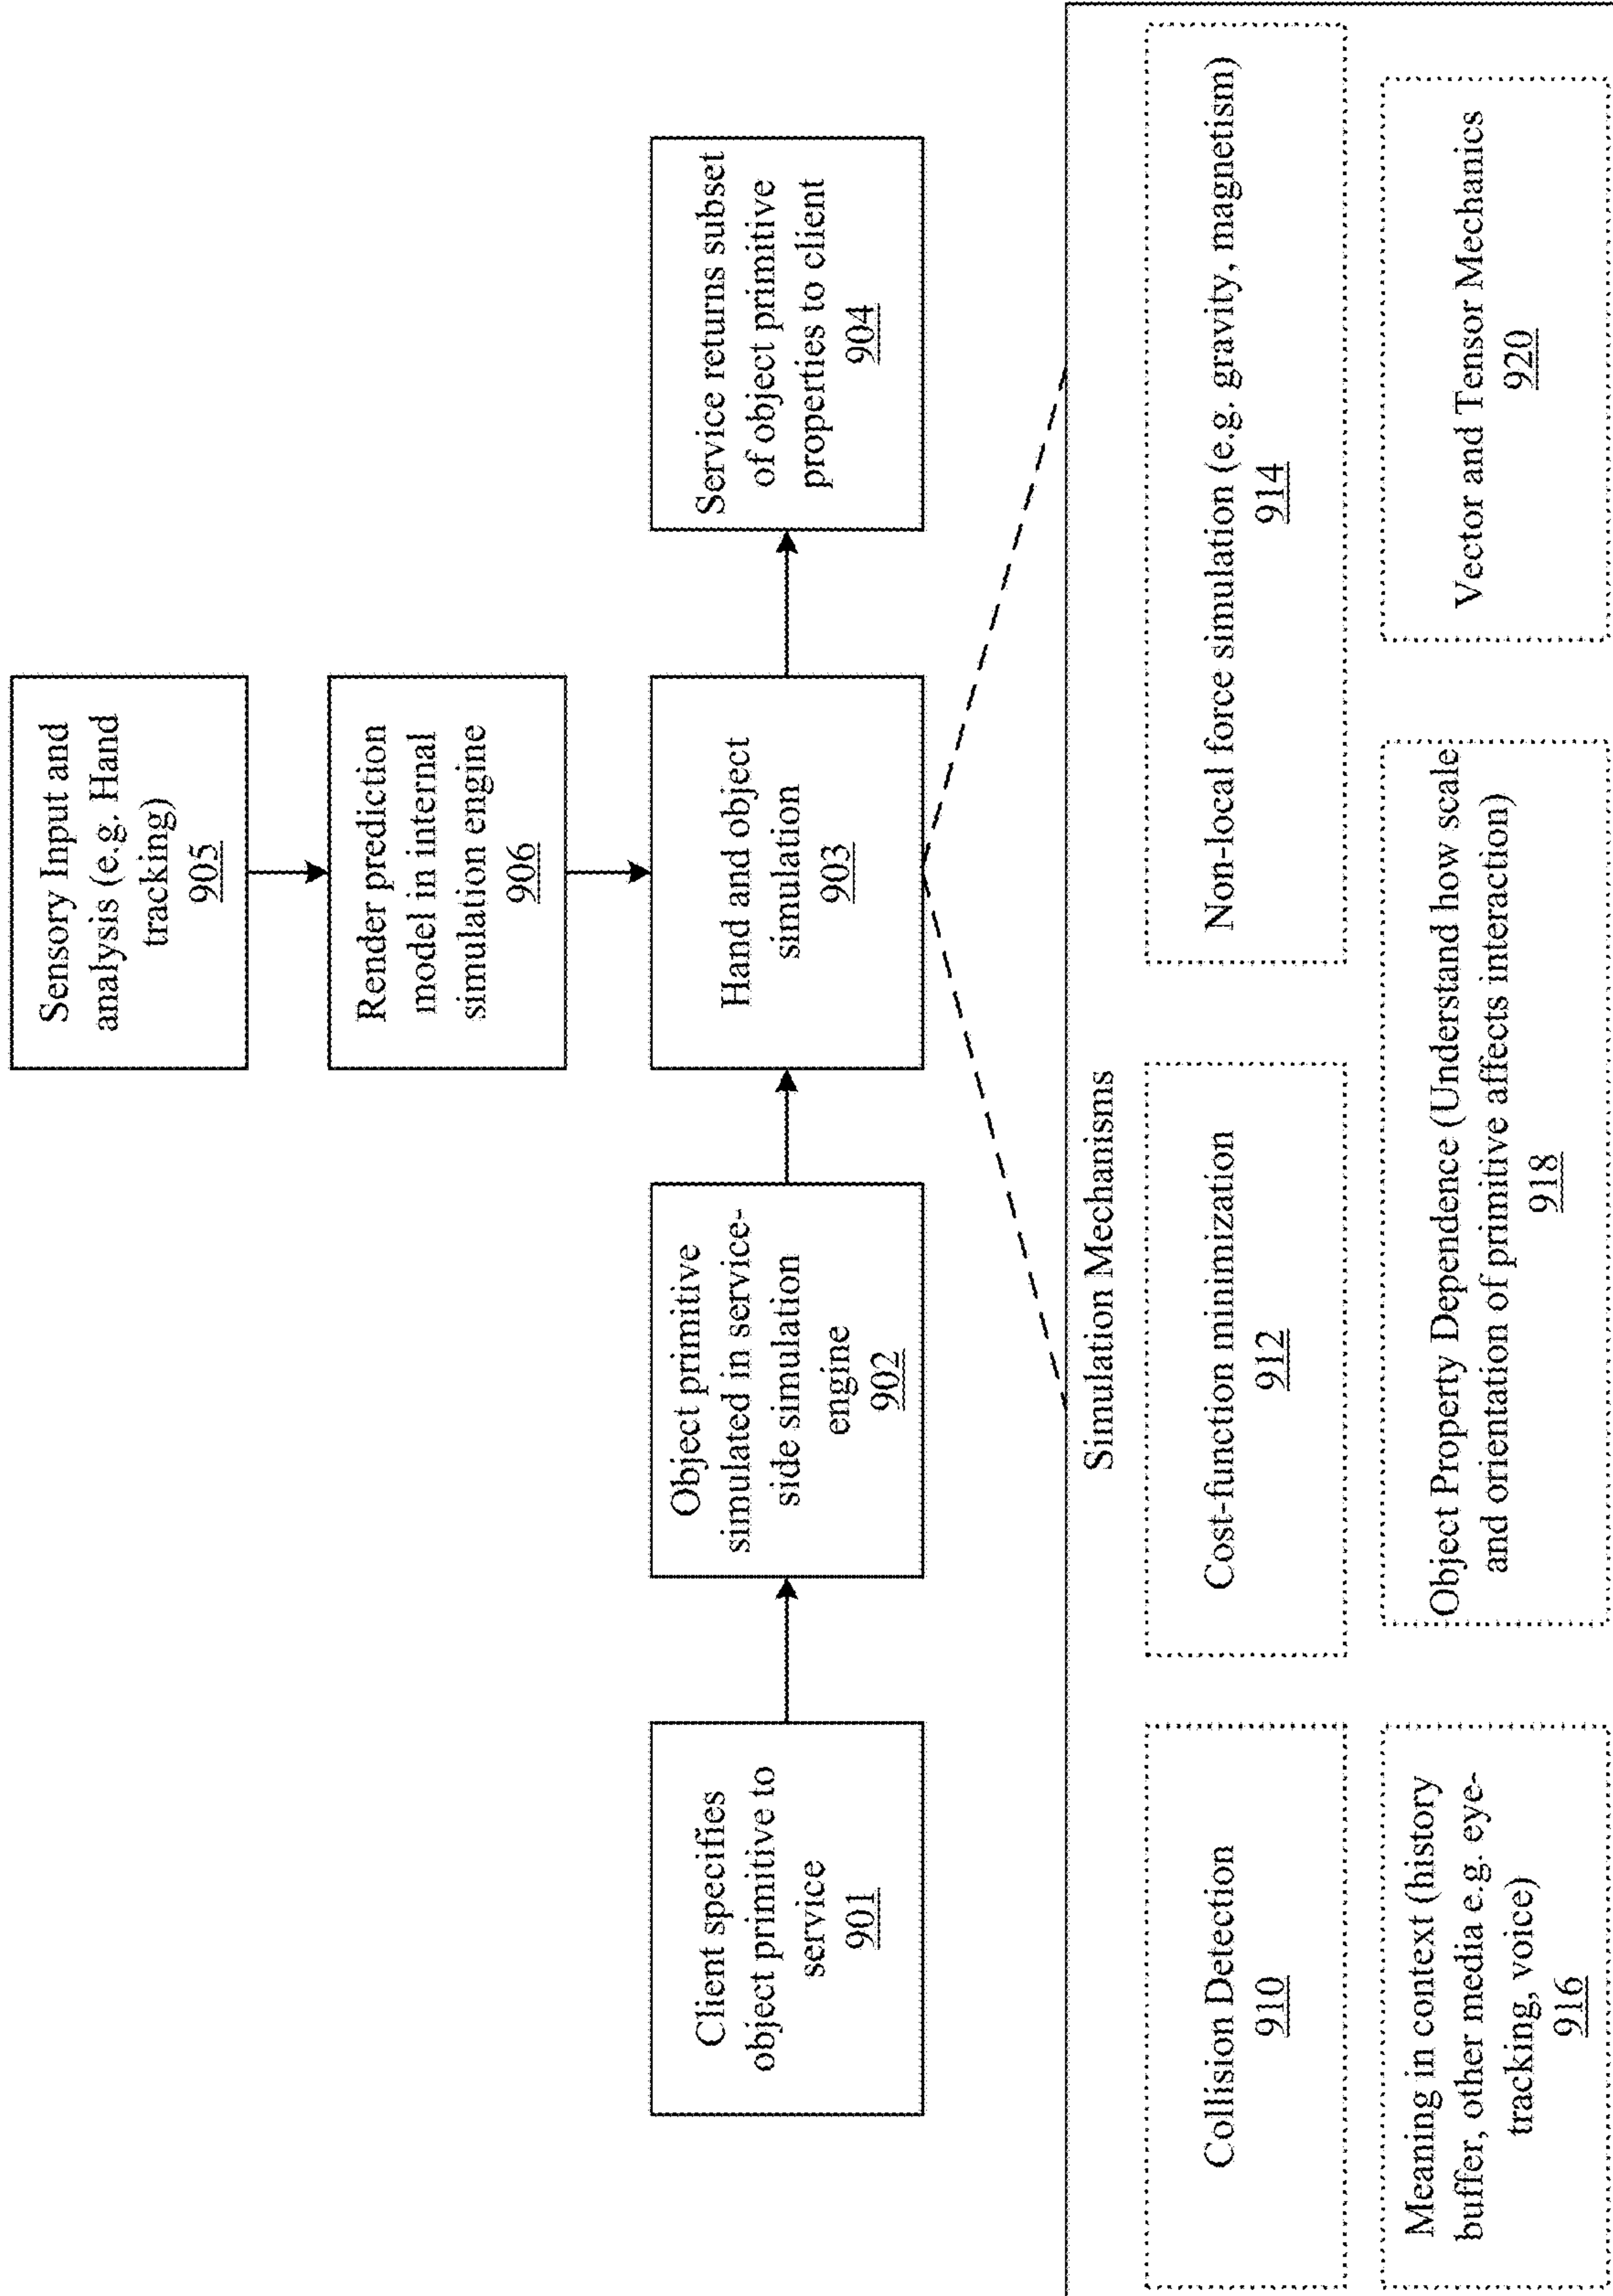 Sensory Input and
analysis (e.g. Hand
tracking)
905
Render prediction
model in internal
simulation engine
906
Client specifies
object primitive to
service
901
Object primitive
simulated in service-
side simulation
engine
902
Hand and object
simulation
903
Service returns subset
of object primitive
properties to client
904
Simulation Mechanisms
Collision Detection
910
Cost-function minimization
912
Non-local force simulation (e.g. gravity, magnetism)
914
Meaning in context (history
buffer, other media e.g. eye-
tracking, voice)
916
Object Property Dependence (Understand how scale
and orientation of primitive affects interaction)
918
Vector and Tensor Mechanics
920